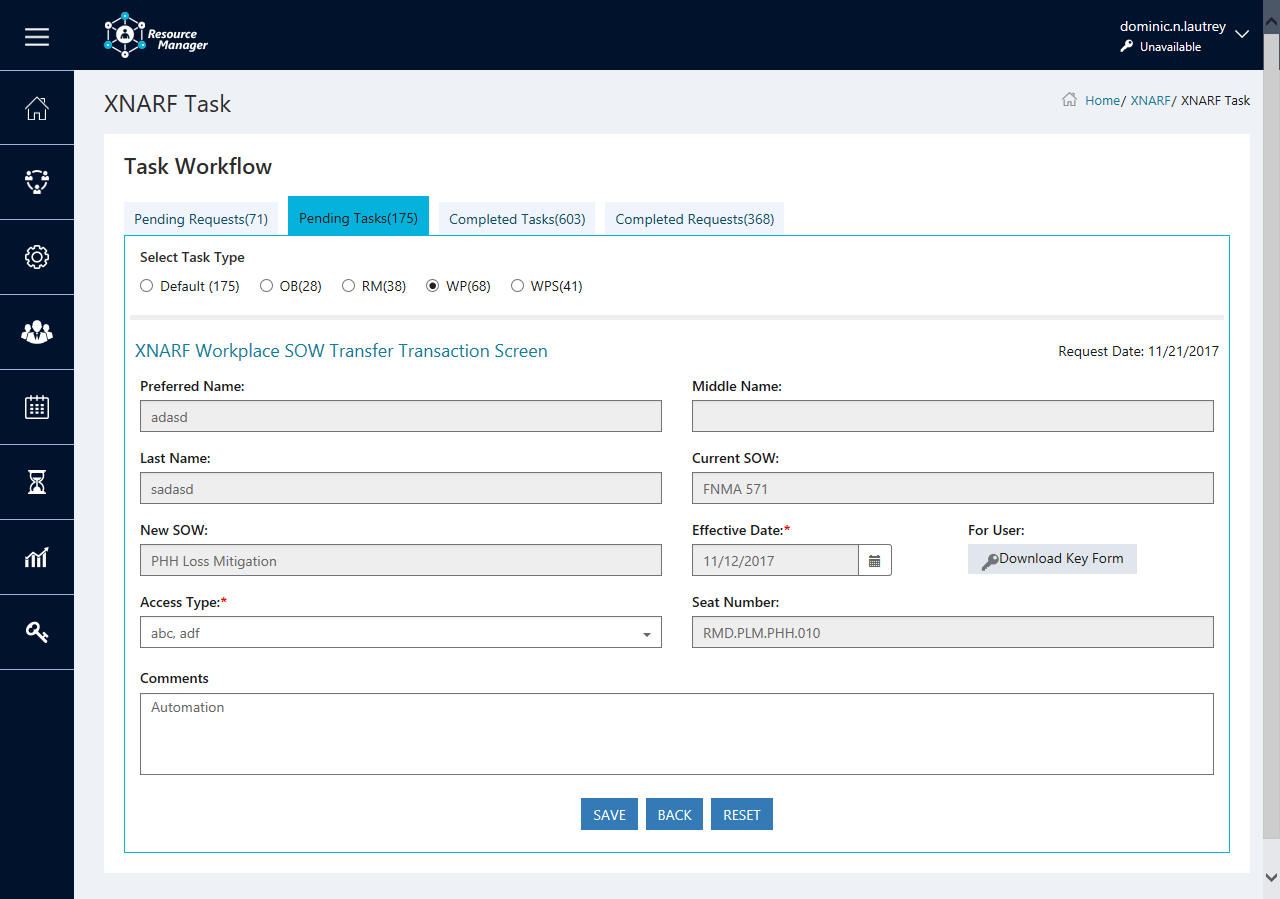 Resource
Manager
dominic.n.lautrey
Unavailable
XNARF Task
Home/ XNARF/ XNARF Task
Task Workflow
Pending Requests(71) Pending Tasks(175) Completed Tasks(603) Completed Requests(368)
Select Task Type
Default (175) OB(28) RM(38) WP(68) WPS(41)
XNARF Workplace SOW Transfer Transaction Screen Request Date: 11/21/2017
Preferred Name: Middle Name:
adasd
Last Name: Current SOW:
sadasd FNMA 571
New SOW: Effective Date:* For User:
PHH Loss Mitigation 11/12/2017 Download Key Form
Access Type:* Seat Number:
abc, adf RMD.PLM.PHH.010
Comments
Automation
SAVE BACK RESET